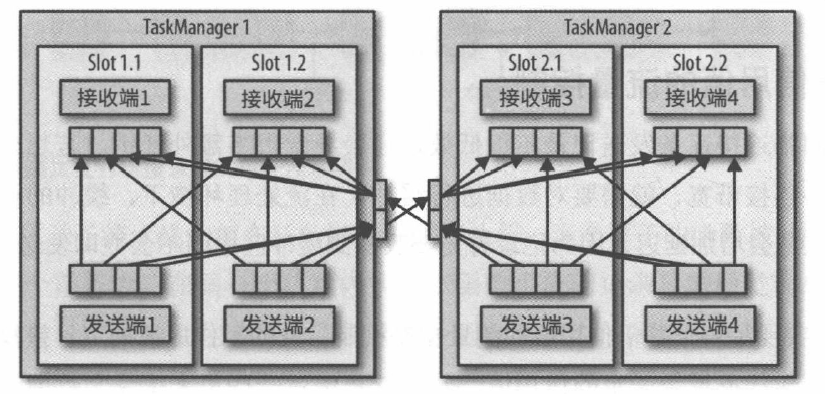 TaskManager 1
TaskManager 2
Slot 1.1
Slot 1.2
Slot 2.1
Slot 2.2
接收端1
接收端2
接收端3
接收端4
发送端1
发送端2
发送端3
发送端4